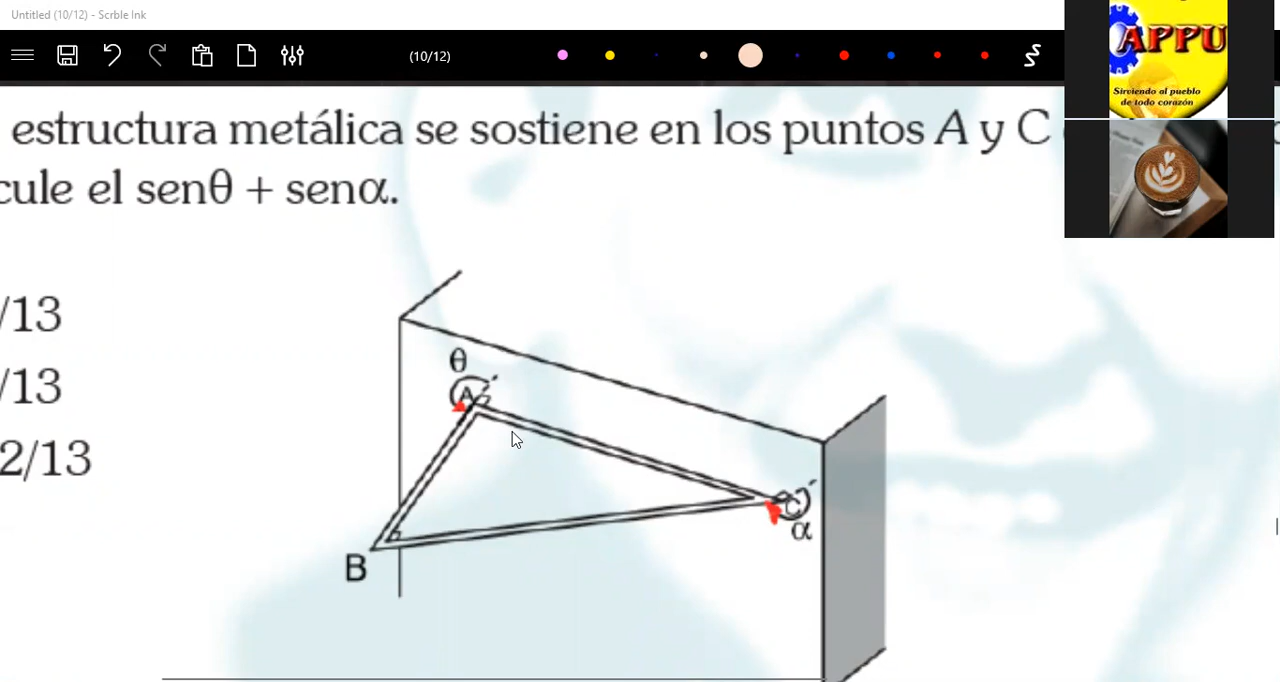 Untitled (10/12) - Scrble Ink
(10/12)
APPU
Sirviendo al pueblo
de todo corazón
estructura metálica se sostiene en los puntos A y C
cule el senθ + senα.
/13
/13
2/13
θ
A
C
α
B